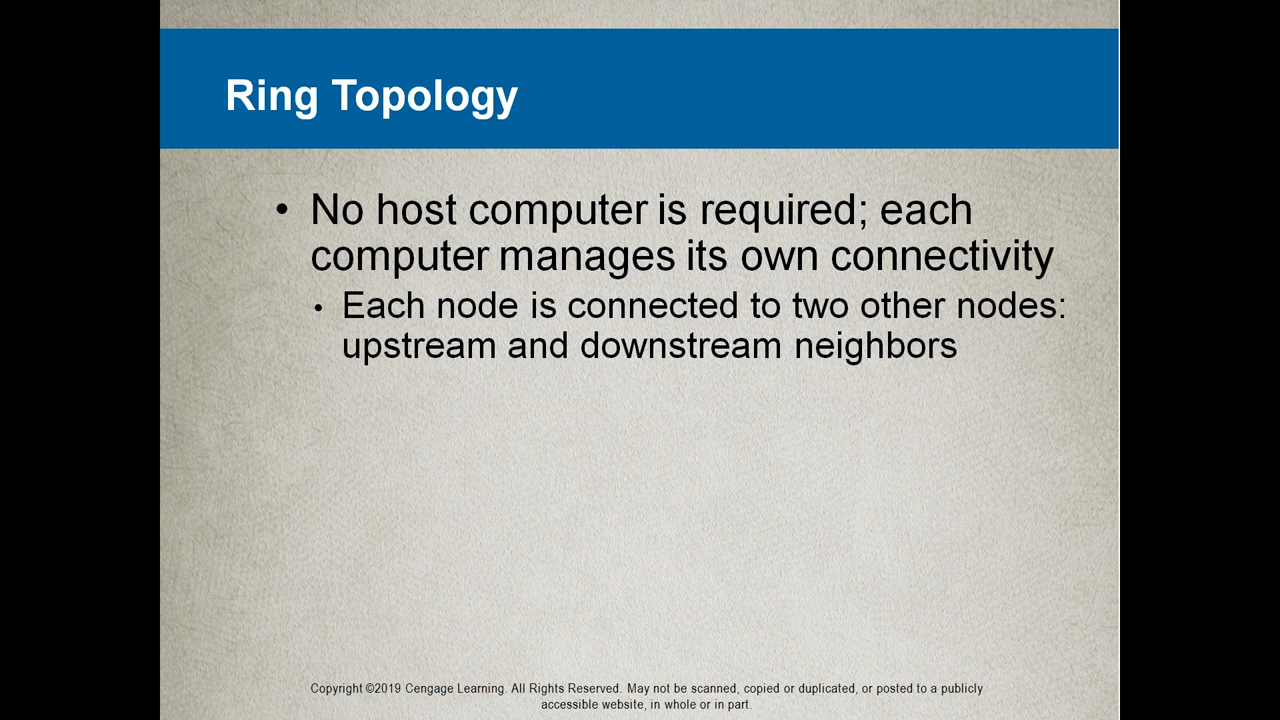 Ring Topology
• No host computer is required; each
computer manages its own connectivity
• Each node is connected to two other nodes:
upstream and downstream neighbors
Copyright ©2019 Cengage Learning. All Rights Reserved. May not be scanned, copied or duplicated, or posted to a publicly
accessible website, in whole or in part.